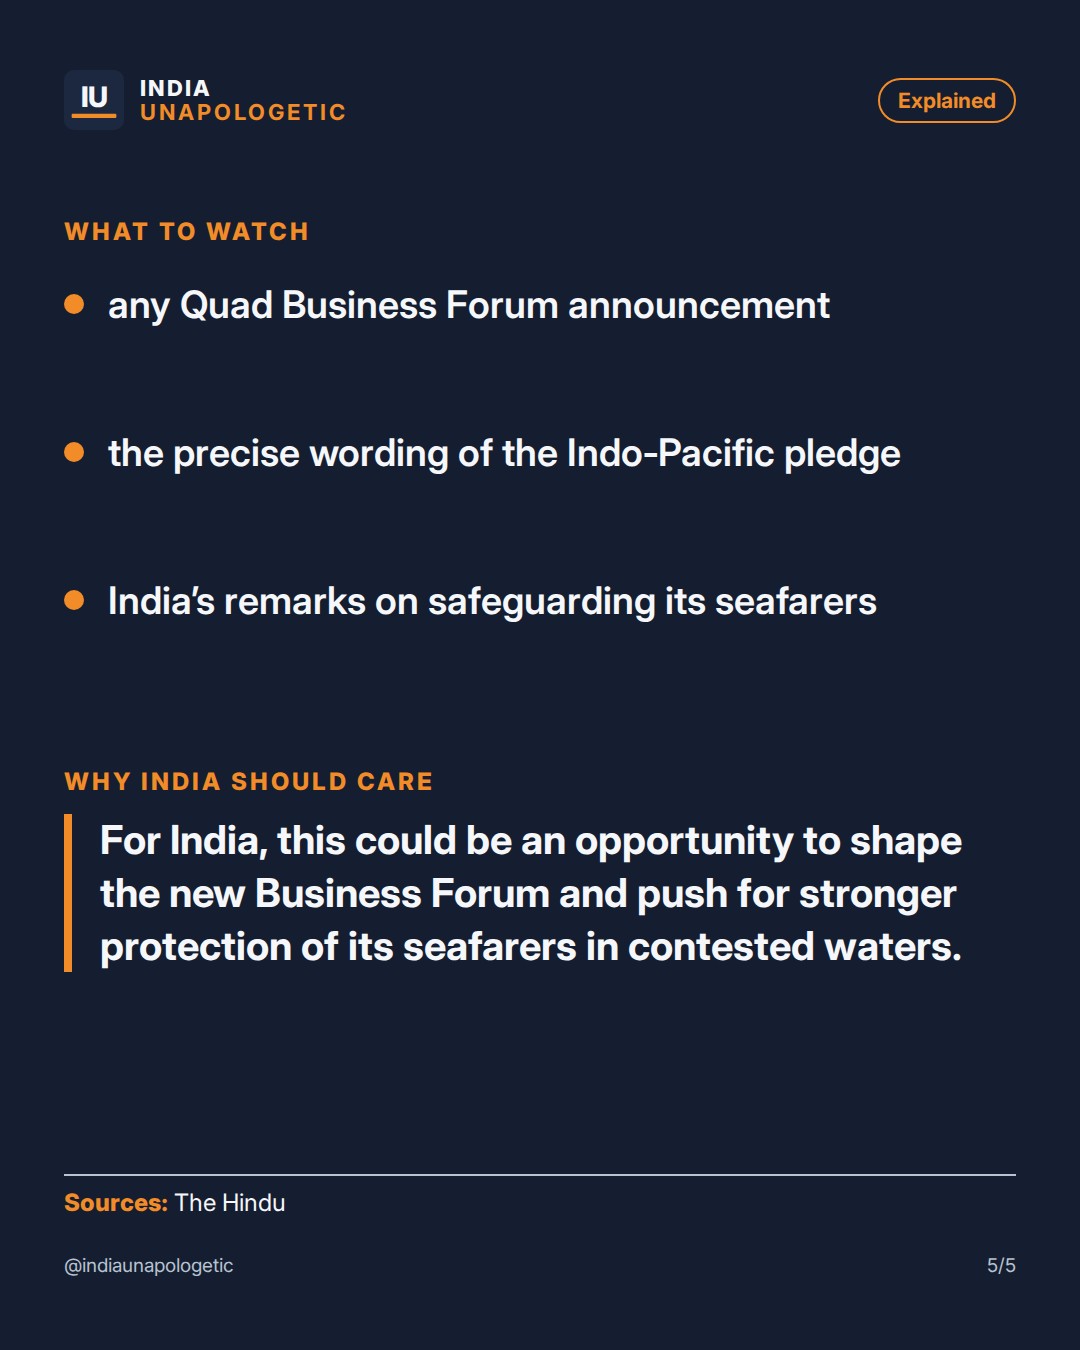 IU
INDIA
UNAPOLOGETIC
Explained
WHAT TO WATCH
any Quad Business Forum announcement
the precise wording of the Indo-Pacific pledge
India’s remarks on safeguarding its seafarers
WHY INDIA SHOULD CARE
For India, this could be an opportunity to shape
the new Business Forum and push for stronger
protection of its seafarers in contested waters.
Sources: The Hindu
@indiaunapologetic
5/5